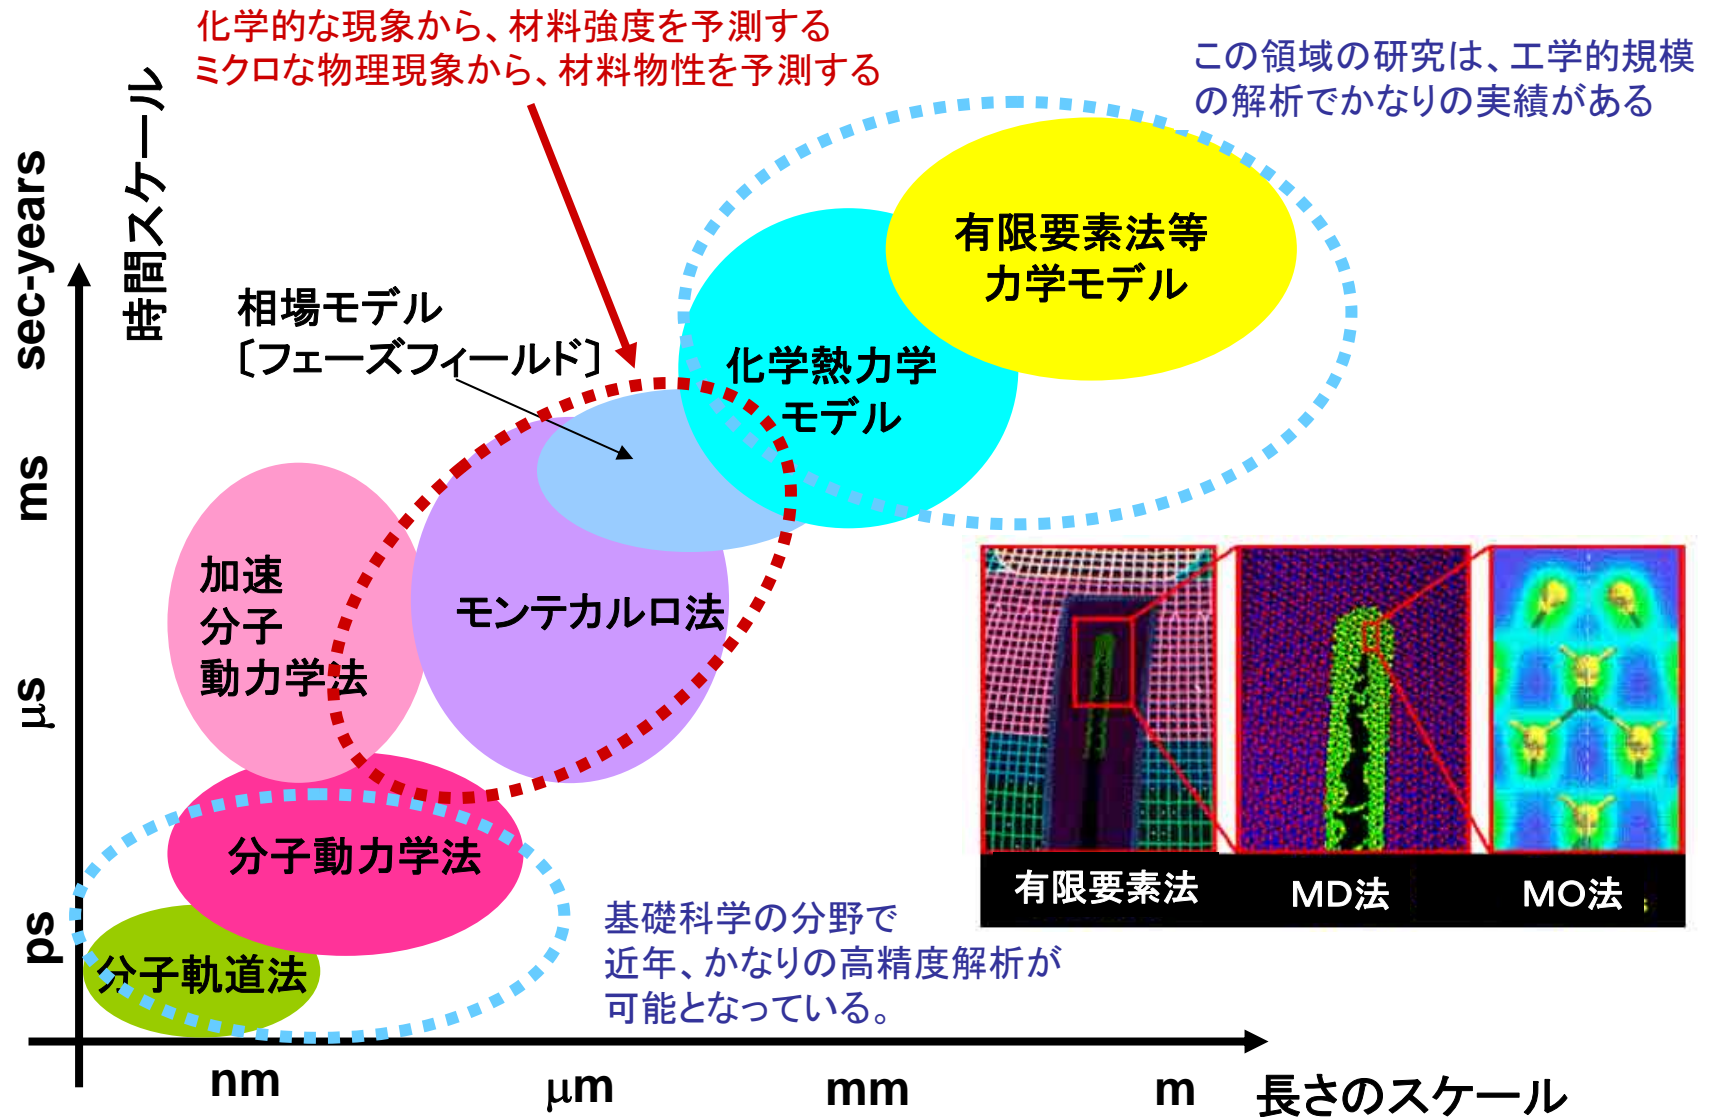 化学的な現象から、材料強度を予測する
ミクロな物理現象から、材料物性を予測する
この領域の研究は、工学的規模
の解析でかなりの実績がある
時間スケール
sec-years
ms
μs
ps
有限要素法等
力学モデル
相場モデル
〔フェーズフィールド〕
化学熱力学
モデル
加速
分子
動力学法
モンテカルロ法
分子動力学法
分子軌道法
基礎科学の分野で
近年、かなりの高精度解析が
可能となっている。
有限要素法
MD法
MO法
nm
μm
mm
m
長さのスケール